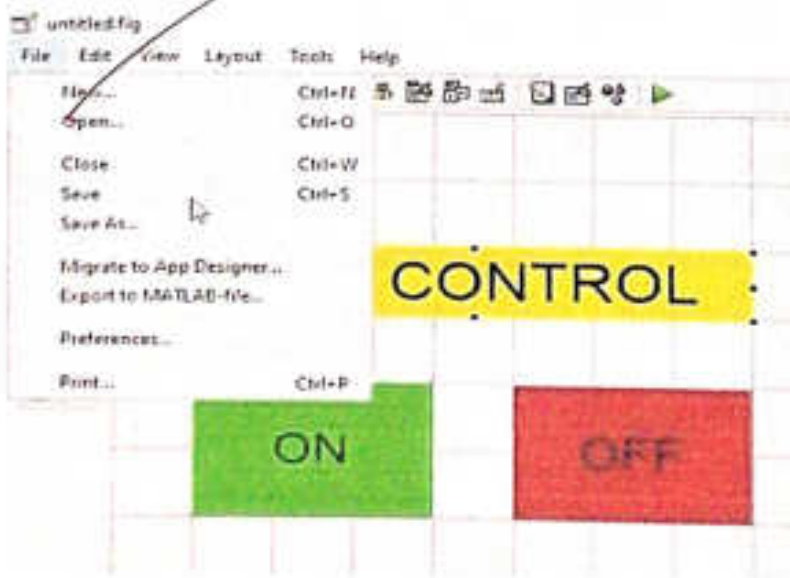 untitled.fig
File Edit View Layout Tools Help
New... Ctrl+N
Open... Ctrl+O
Close Ctrl+W
Save Ctrl+S
Save As...
Migrate to App Designer...
Export to MATLAB-file...
Preferences...
Print... Ctrl+P
CONTROL
ON OFF